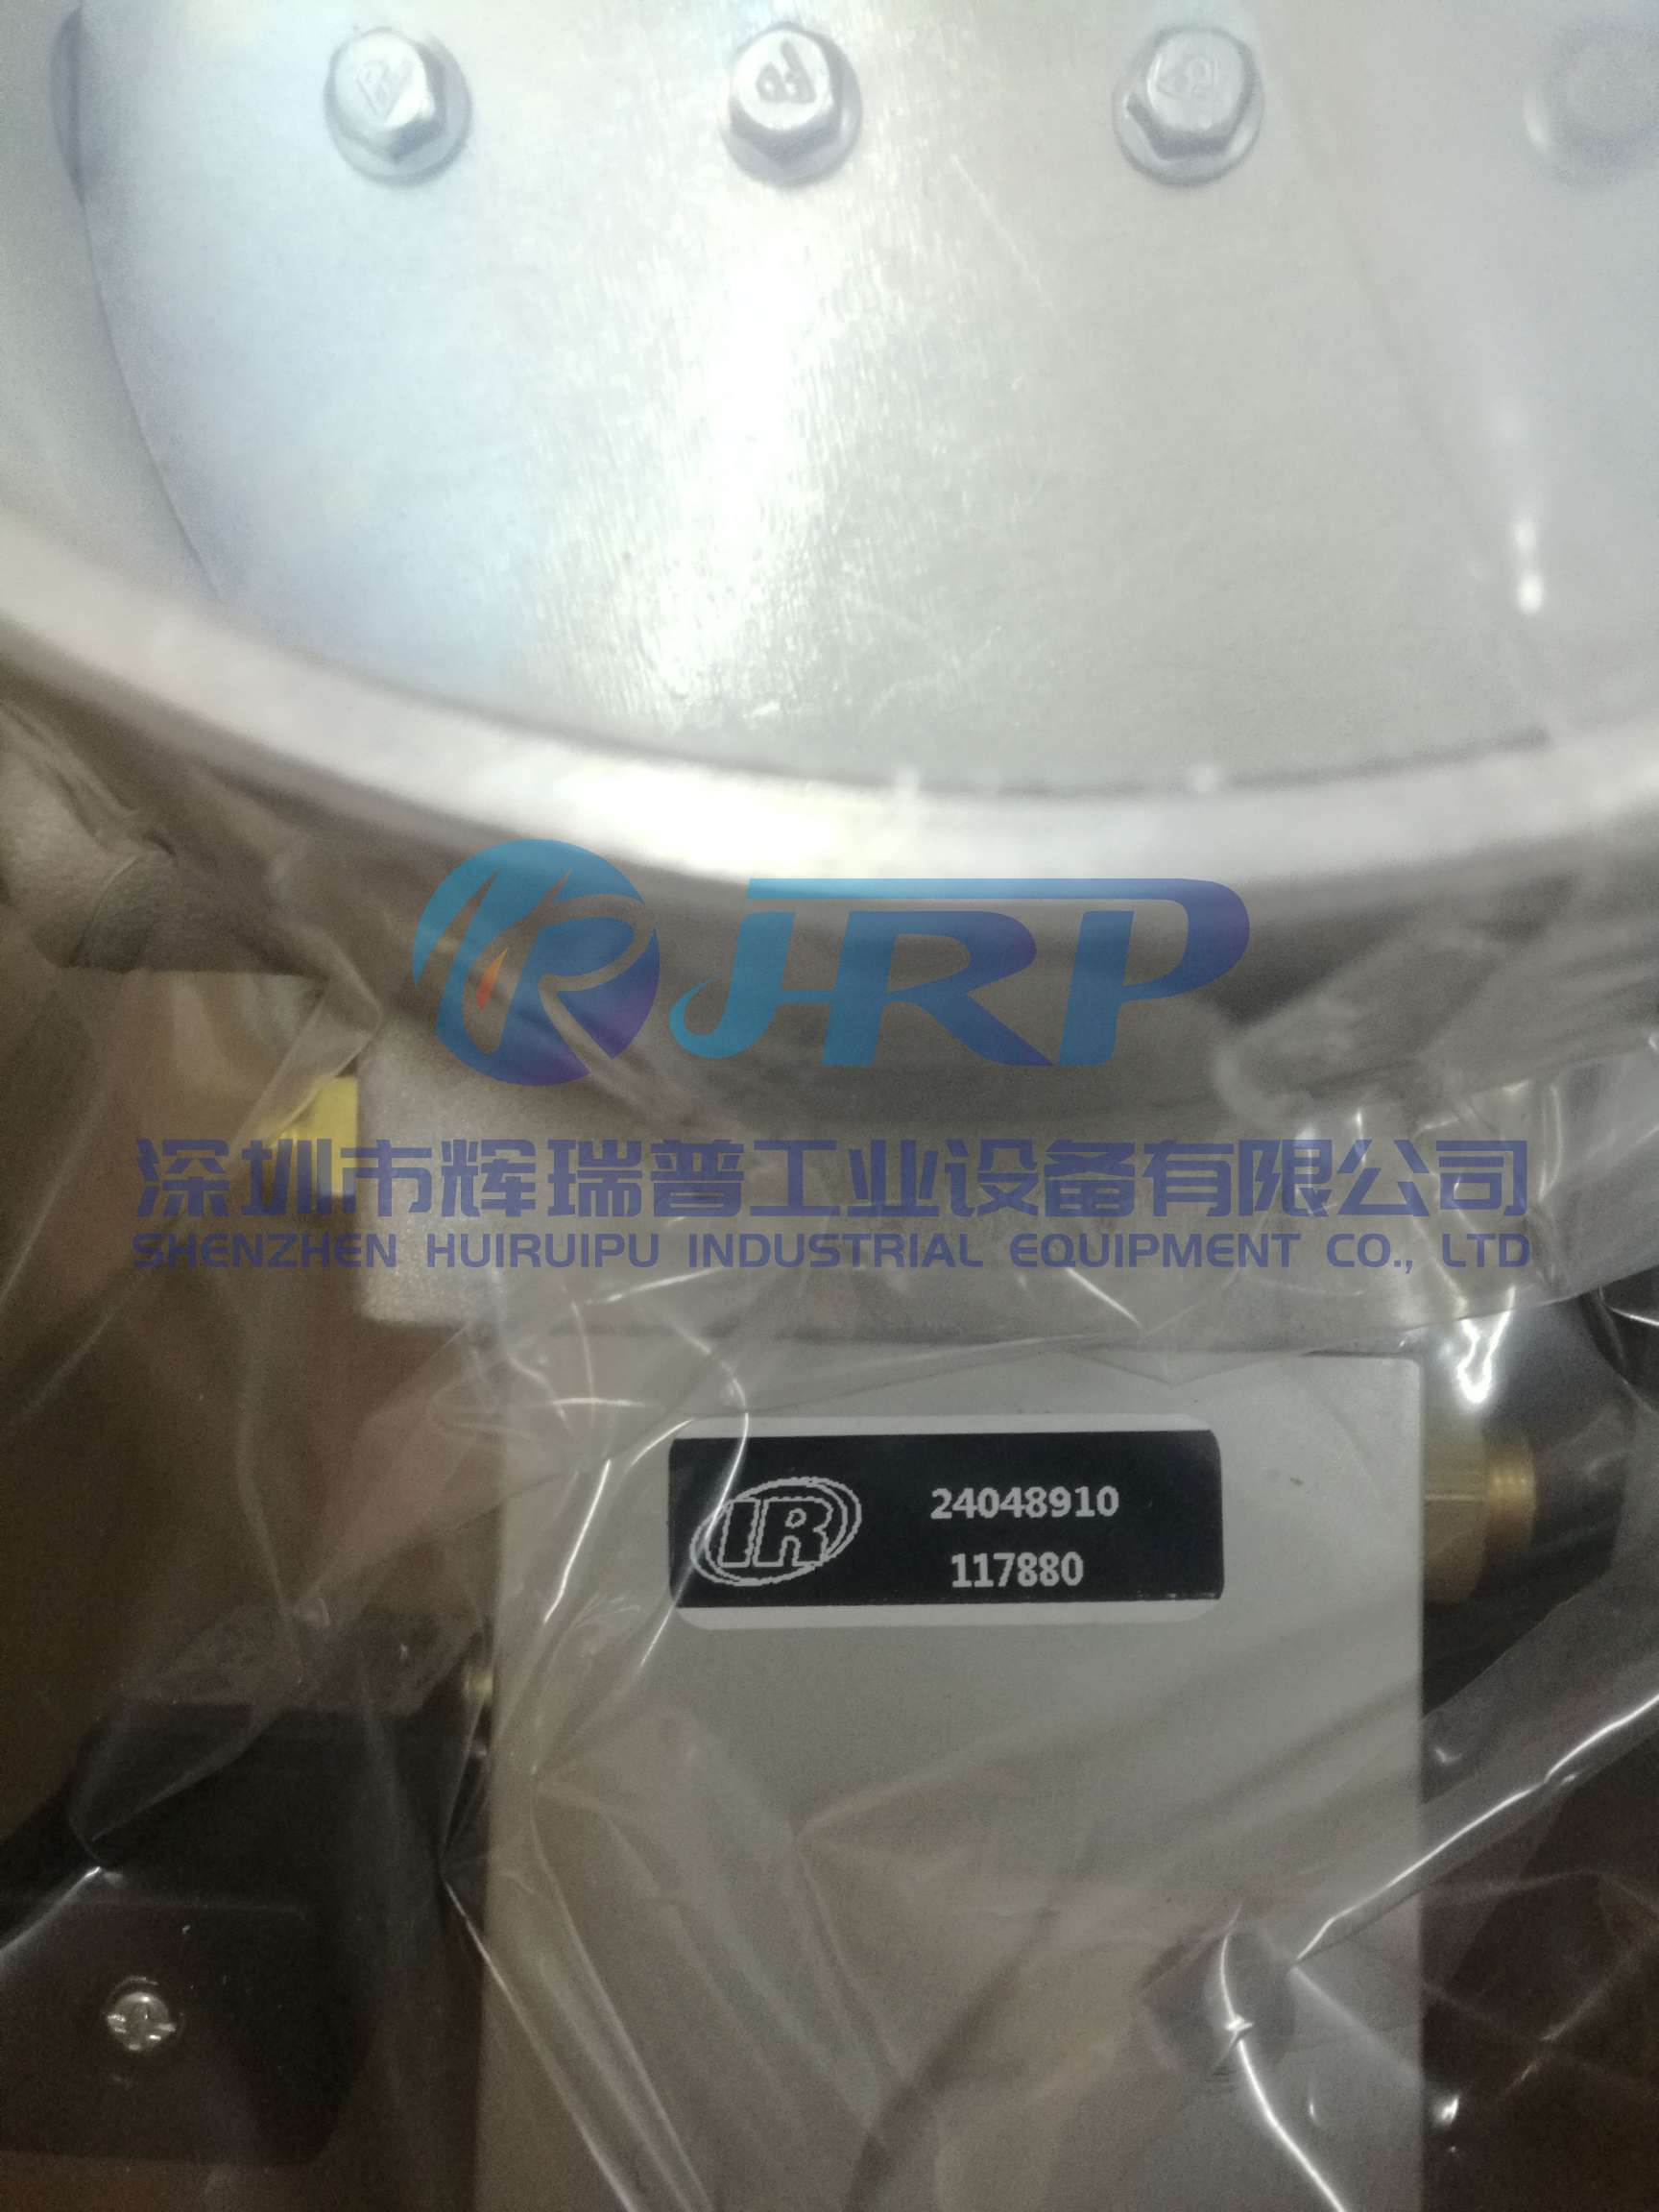 JHRP
深圳市辉瑞普工业设备有限公司
SHENZHEN HUIRUIPU INDUSTRIAL EQUIPMENT CO., LTD
IR
24048910
117880